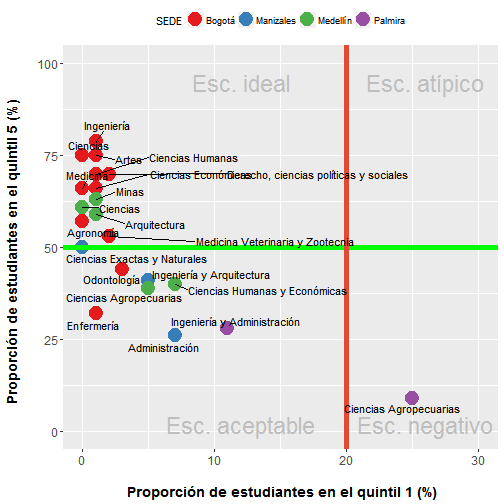 SEDE Bogotá Manizales Medellín Palmira
Proporción de estudiantes en el quintil 5 (%)
100
75
50
25
0
Esc. ideal
Esc. atípico
Ingeniería
Ciencias
Artes
Ciencias Humanas
Medicina
Ciencias Económicas
Derecho, ciencias políticas y sociales
Minas
Ciencias
Arquitectura
Agronomía
Medicina Veterinaria y Zootecnia
Ciencias Exactas y Naturales
Odontología
Ingeniería y Arquitectura
Ciencias Humanas y Económicas
Ciencias Agropecuarias
Enfermería
Ingeniería y Administración
Administración
Ciencias Agropecuarias
Esc. aceptable
Esc. negativo
0
10
20
30
Proporción de estudiantes en el quintil 1 (%)